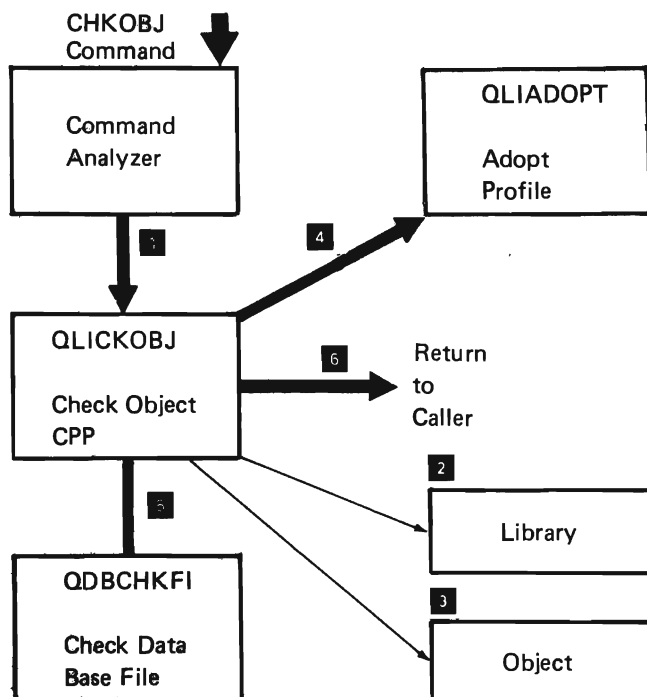 CHKOBJ
Command
Command
Analyzer
QLIADOPT
Adopt
Profile
4
QLICKOBJ
Check Object
CPP
6
Return
to
Caller
2
Library
5
QDBCHKFI
Check Data
Base File
3
Object